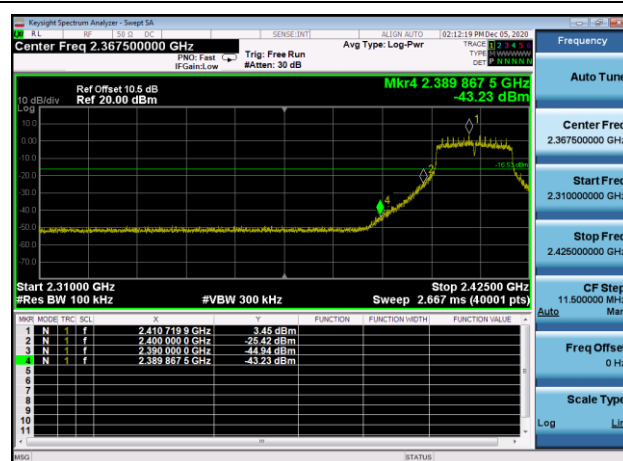 Keysight Spectrum Analyzer - Swept SA
RL RF 50 Ω DC SENSE:INT ALIGN AUTO 02:12:19 PM Dec 05, 2020
Center Freq 2.367500000 GHz
PNO: Fast
IFGain:Low
Trig: Free Run
#Atten: 30 dB
Avg Type: Log-Pwr
TRACE 1 2 3 4 5 6
TYPE M W W W W W
DET P N N N N N
Frequency
Auto Tune
Ref Offset 10.5 dB
10 dB/div Ref 20.00 dBm
Log
Mkr4 2.389 867 5 GHz
-43.23 dBm
10.0
0.00
-10.0
-20.0
-30.0
-40.0
-50.0
-60.0
-70.0
1
2
4
-16.53 dBm
Start 2.31000 GHz Stop 2.42500 GHz
#Res BW 100 kHz #VBW 300 kHz Sweep 2.667 ms (40001 pts)
Center Freq
2.367500000 GHz
Start Freq
2.310000000 GHz
Stop Freq
2.425000000 GHz
CF Step
11.500000 MHz
Auto Man
Freq Offset
0 Hz
Scale Type
Log Lin
MKR MODE TRC SCL X Y FUNCTION FUNCTION WIDTH FUNCTION VALUE
1 N 1 f 2.410 719 9 GHz 3.45 dBm
2 N 1 f 2.400 000 0 GHz -25.42 dBm
3 N 1 f 2.390 000 0 GHz -44.94 dBm
4 N 1 f 2.389 867 5 GHz -43.23 dBm
5
6
7
8
9
10
11
MSG STATUS